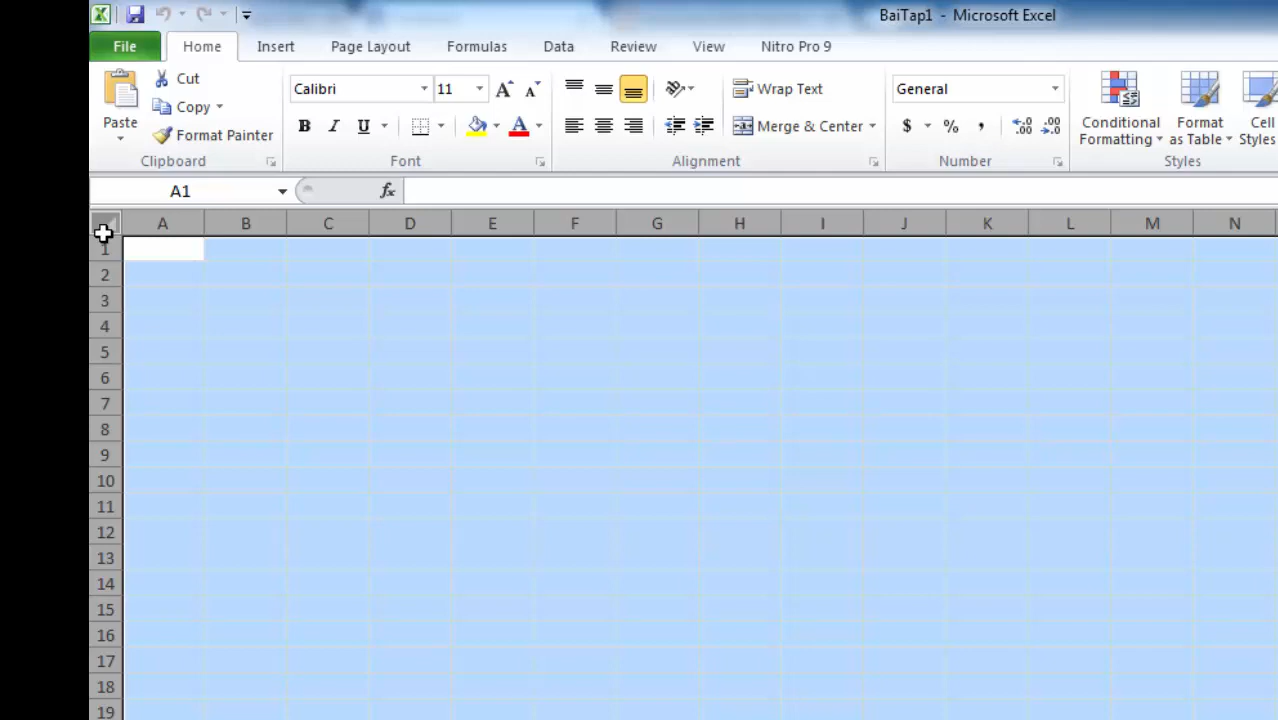 BaiTap1 - Microsoft Excel
File Home Insert Page Layout Formulas Data Review View Nitro Pro 9
Paste
Cut
Copy
Format Painter
Clipboard
Calibri 11
B I U A
Font
Wrap Text
Merge & Center
Alignment
General
$ % ,
Number
Conditional Formatting
Format as Table
Cell Styles
Styles
A1 fx
A B C D E F G H I J K L M N
1
2
3
4
5
6
7
8
9
10
11
12
13
14
15
16
17
18
19